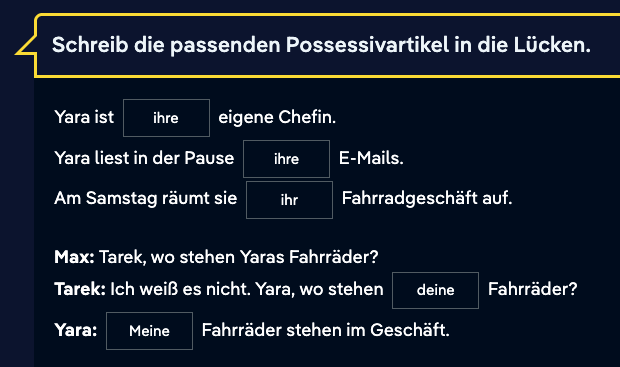 Schreib die passenden Possessivartikel in die Lücken.
Yara ist ihre eigene Chefin.
Yara liest in der Pause ihre E-Mails.
Am Samstag räumt sie ihr Fahrradgeschäft auf.
Max: Tarek, wo stehen Yaras Fahrräder?
Tarek: Ich weiß es nicht. Yara, wo stehen deine Fahrräder?
Yara: Meine Fahrräder stehen im Geschäft.